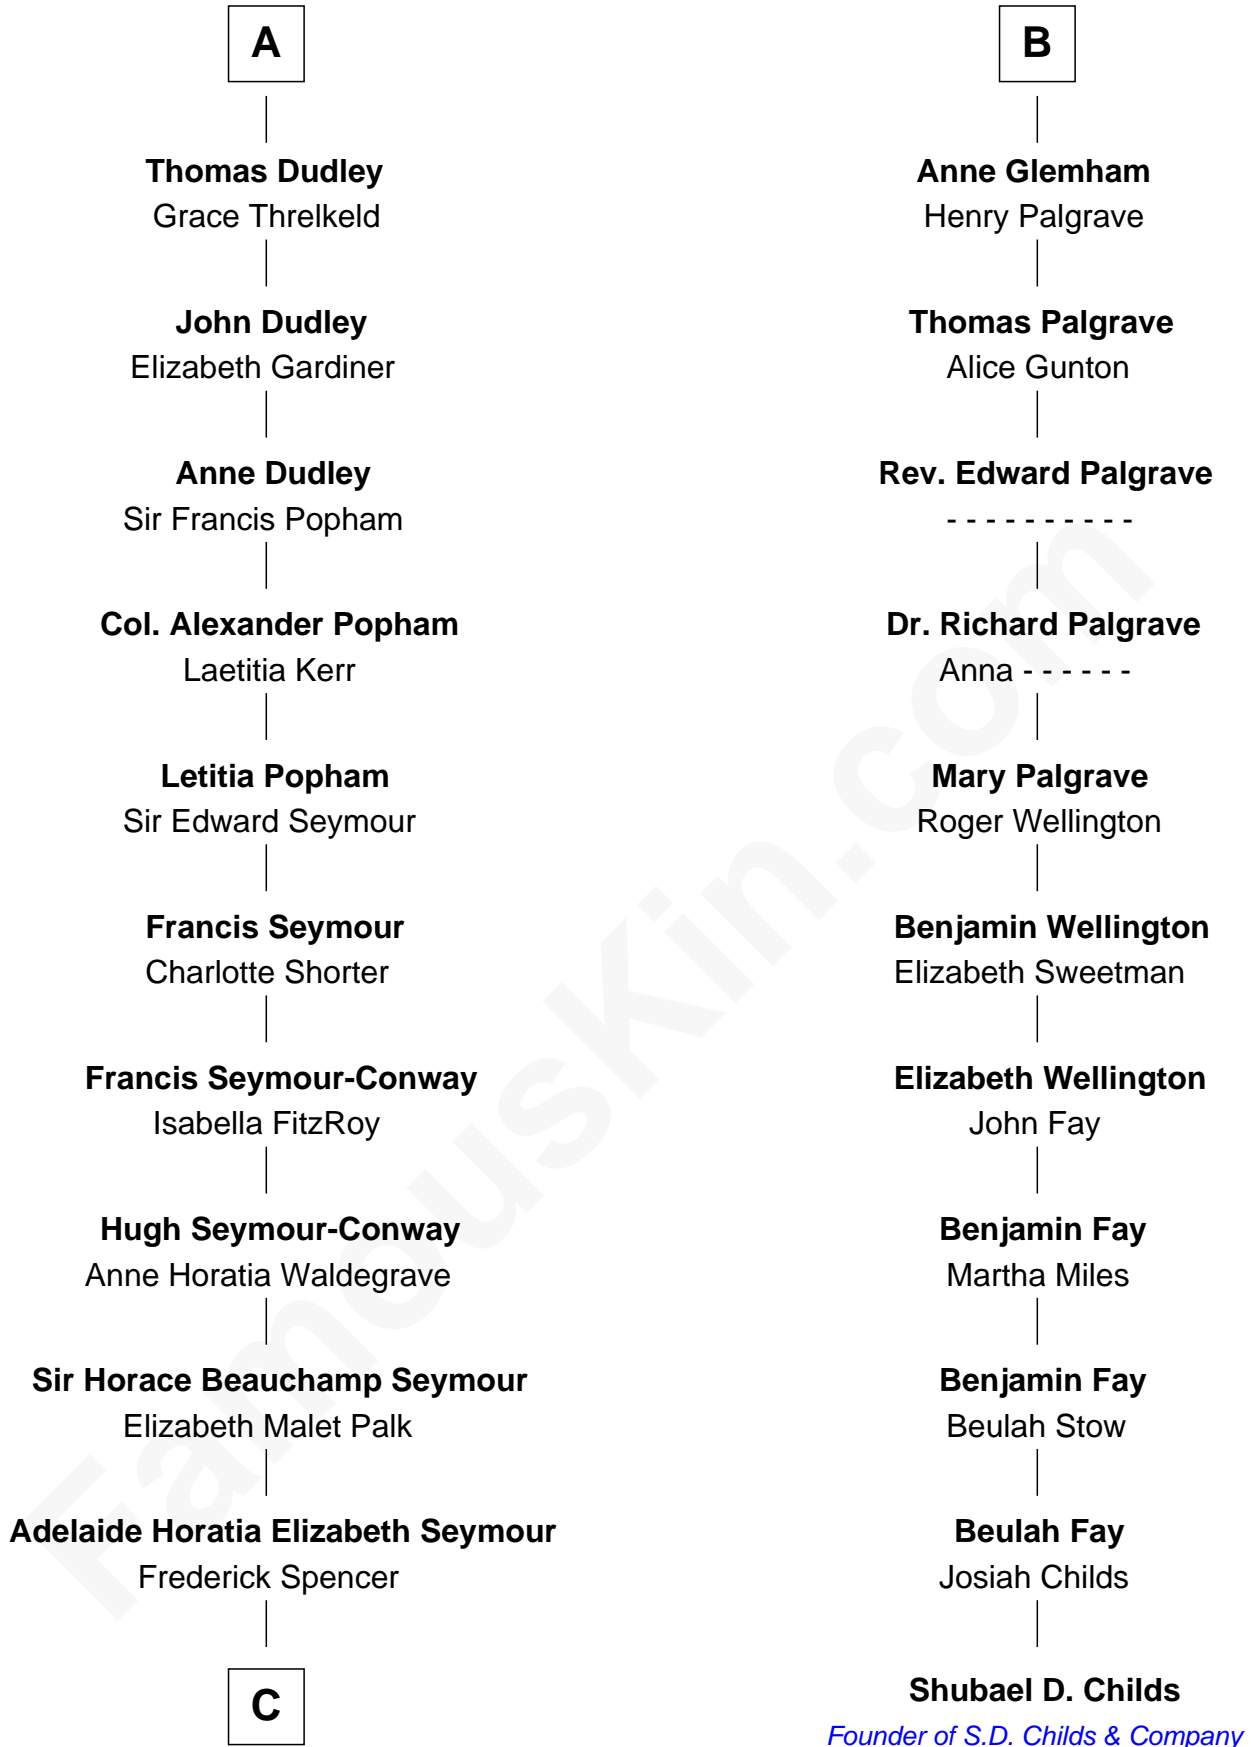 A
Thomas Dudley
Grace Threlkeld
John Dudley
Elizabeth Gardiner
Anne Dudley
Sir Francis Popham
Col. Alexander Popham
Laetitia Kerr
Letitia Popham
Sir Edward Seymour
Francis Seymour
Charlotte Shorter
Francis Seymour-Conway
Isabella FitzRoy
Hugh Seymour-Conway
Anne Horatia Waldegrave
Sir Horace Beauchamp Seymour
Elizabeth Malet Palk
Adelaide Horatia Elizabeth Seymour
Frederick Spencer
C
B
Anne Glemham
Henry Palgrave
Thomas Palgrave
Alice Gunton
Rev. Edward Palgrave
- - - - - - - - - -
Dr. Richard Palgrave
Anna - - - - - -
Mary Palgrave
Roger Wellington
Benjamin Wellington
Elizabeth Sweetman
Elizabeth Wellington
John Fay
Benjamin Fay
Martha Miles
Benjamin Fay
Beulah Stow
Beulah Fay
Josiah Childs
Shubael D. Childs
Founder of S.D. Childs & Company
FamousKin.com